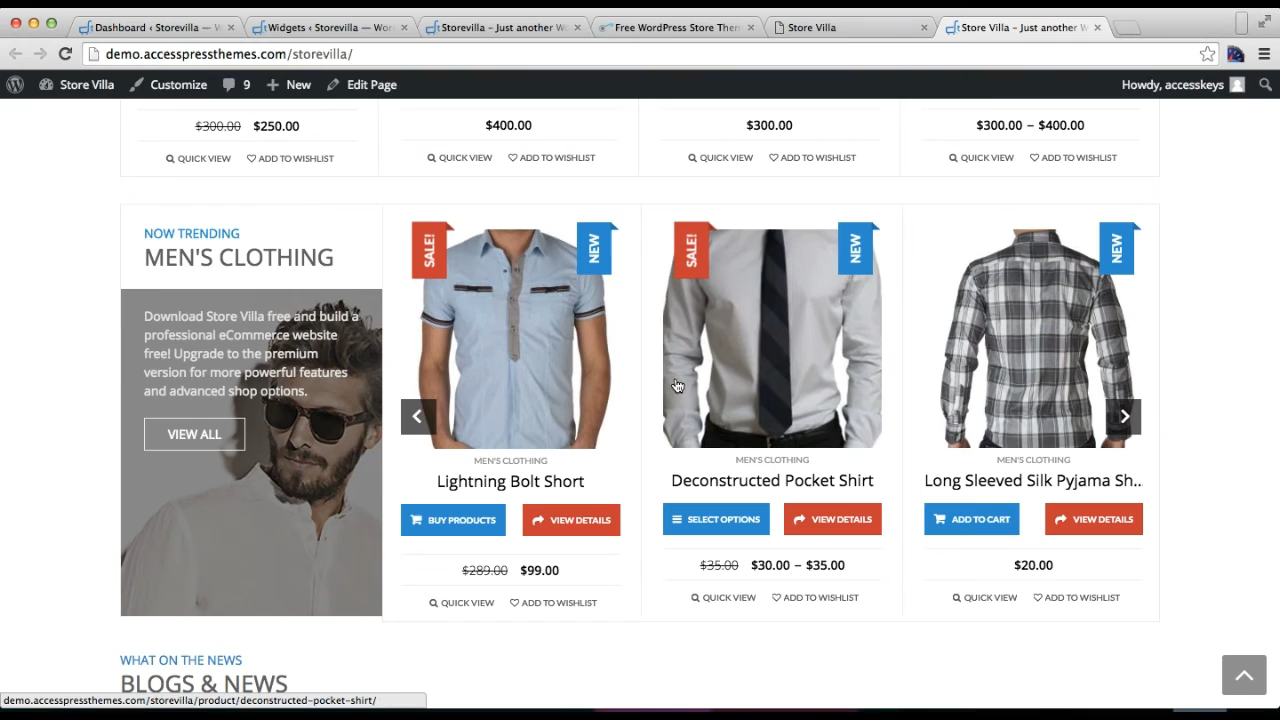 Dashboard ‹ Storevilla — W
Widgets ‹ Storevilla — Wor
Storevilla – Just another W
Free WordPress Store Them
Store Villa
Store Villa – Just another W
demo.accesspressthemes.com/storevilla/
Store Villa
Customize
9
New
Edit Page
Howdy, accesskeys
$300.00 $250.00
$400.00
$300.00
$300.00 – $400.00
QUICK VIEW ADD TO WISHLIST
QUICK VIEW ADD TO WISHLIST
QUICK VIEW ADD TO WISHLIST
QUICK VIEW ADD TO WISHLIST
NOW TRENDING
MEN'S CLOTHING
Download Store Villa free and build a
professional eCommerce website
free! Upgrade to the premium
version for more powerful features
and advanced shop options.
VIEW ALL
SALE!
NEW
MEN'S CLOTHING
Lightning Bolt Short
BUY PRODUCTS
VIEW DETAILS
$289.00 $99.00
QUICK VIEW ADD TO WISHLIST
SALE!
NEW
MEN'S CLOTHING
Deconstructed Pocket Shirt
SELECT OPTIONS
VIEW DETAILS
$35.00 $30.00 – $35.00
QUICK VIEW ADD TO WISHLIST
NEW
MEN'S CLOTHING
Long Sleeved Silk Pyjama Sh..
ADD TO CART
VIEW DETAILS
$20.00
QUICK VIEW ADD TO WISHLIST
WHAT ON THE NEWS
BLOGS & NEWS
demo.accesspressthemes.com/storevilla/product/deconstructed-pocket-shirt/